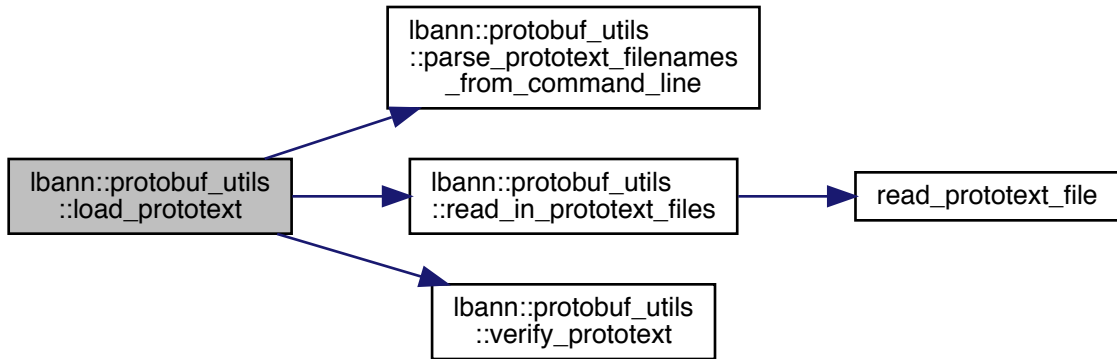 lbann::protobuf_utils
::parse_prototext_filenames
_from_command_line
lbann::protobuf_utils
::load_prototext
lbann::protobuf_utils
::read_in_prototext_files
read_prototext_file
lbann::protobuf_utils
::verify_prototext